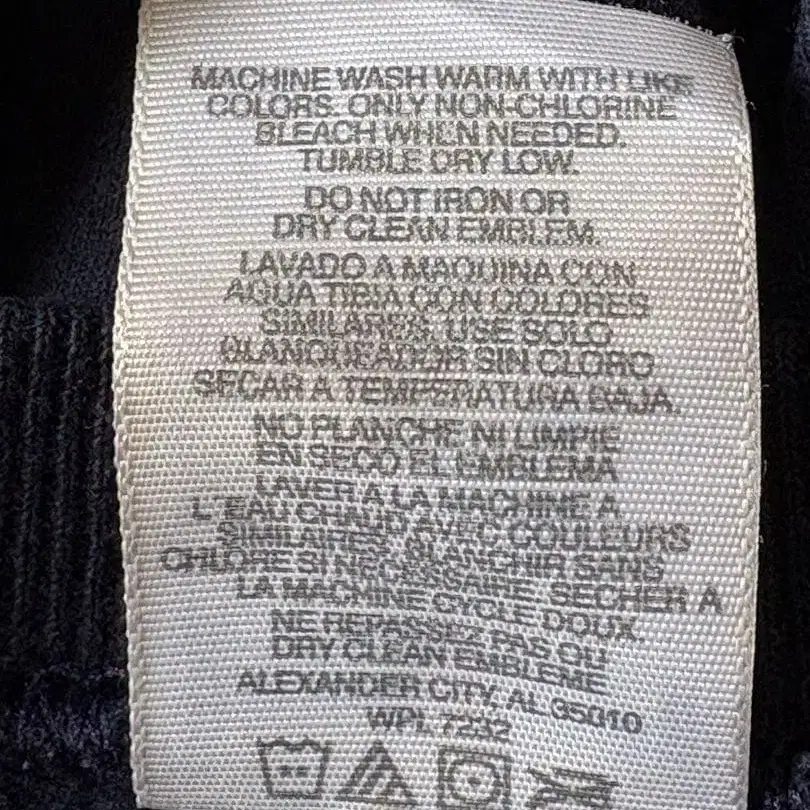 MACHINE WASH WARM WITH LIKE
COLORS. ONLY NON-CHLORINE
BLEACH WHEN NEEDED.
TUMBLE DRY LOW.
DO NOT IRON OR
DRY CLEAN EMBLEM.
LAVADO A MAQUINA CON
AGUA TIBIA CON COLORES
SIMILARES. USE SOLO
BLANQUEADOR SIN CLORO
SECAR A TEMPERATURA BAJA.
NO PLANCHE NI LIMPIE
EN SECO EL EMBLEMA
LAVER A LA MACHINE A
L'EAU CHAUD AVEC COULEURS
SIMILAIRES. BLANCHIR SANS
CHLORE SI NECESSAIRE. SECHER A
LA MACHINE CYCLE DOUX.
NE REPASSEZ PAS OU
DRY CLEAN EMBLEME
ALEXANDER CITY, AL 35010
WPL 7232